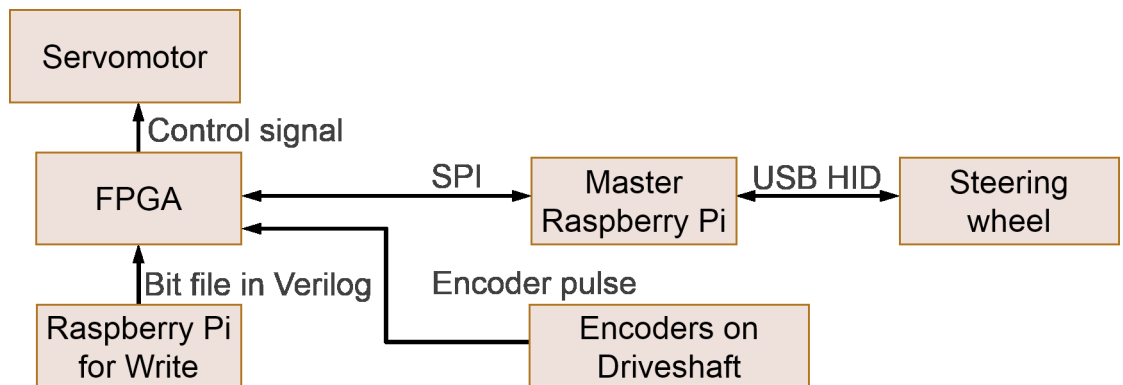 Servomotor
Control signal
FPGA
SPI
Master
Raspberry Pi
USB HID
Steering
wheel
Bit file in Verilog
Encoder pulse
Raspberry Pi
for Write
Encoders on
Driveshaft